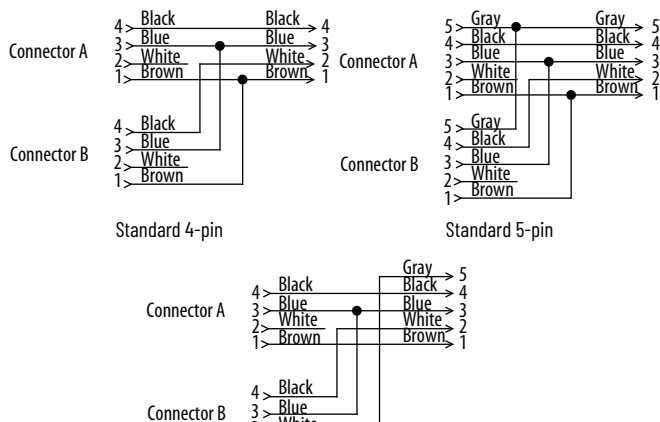 4 Black Black 4
3 Blue Blue 3
Connector A
2 White White 2
1 Brown Brown 1
4 Black
3 Blue
Connector B
2 White
1 Brown
Standard 4-pin
5 Gray Gray 5
4 Black Black 4
Connector A
3 Blue Blue 3
2 White White 2
1 Brown Brown 1
5 Gray
4 Black
Connector B
3 Blue
2 White
1 Brown
Standard 5-pin
Gray 5
4 Black Black 4
Connector A
3 Blue Blue 3
2 White White 2
1 Brown Brown 1
4 Black
Connector B
3 Blue
White